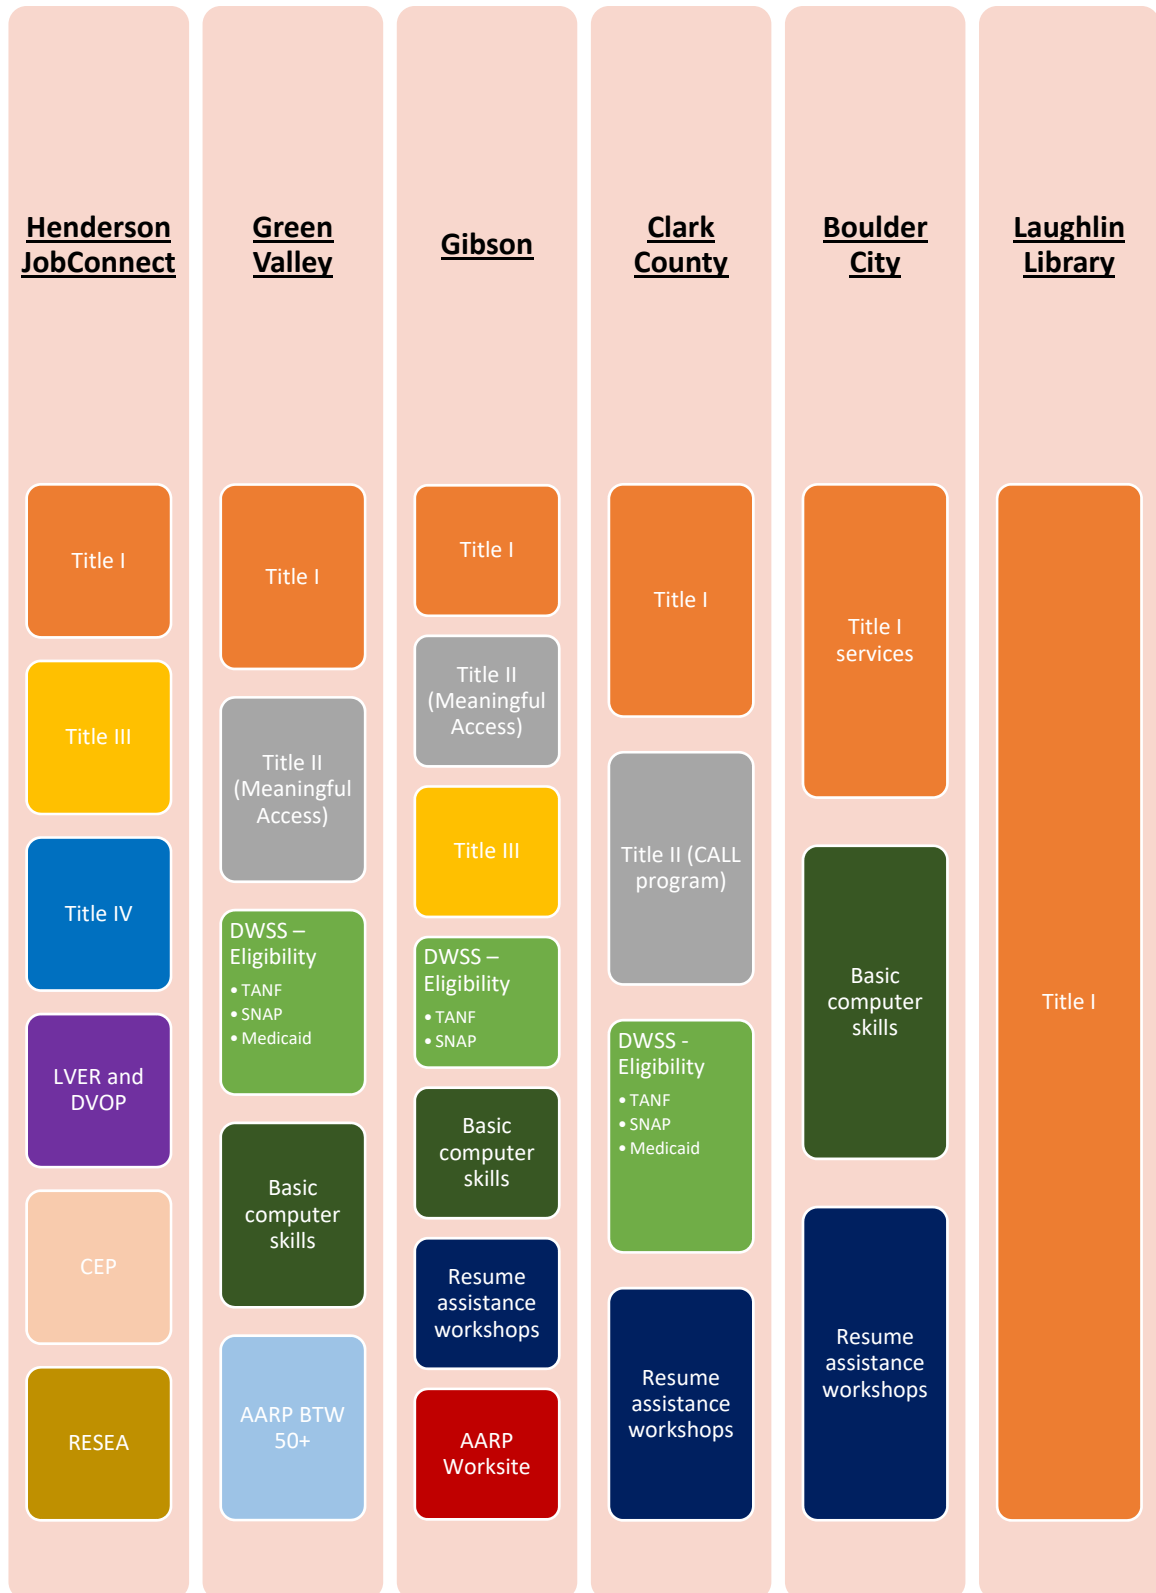 Henderson
JobConnect
Title I
Title III
Title IV
LVER and
DVOP
CEP
RESEA
Green
Valley
Title I
Title II
(Meaningful
Access)
DWSS –
Eligibility
• TANF
• SNAP
• Medicaid
Basic
computer
skills
AARP BTW
50+
Gibson
Title I
Title II
(Meaningful
Access)
Title III
DWSS –
Eligibility
• TANF
• SNAP
Basic
computer
skills
Resume
assistance
workshops
AARP
Worksite
Clark
County
Title I
Title II (CALL
program)
DWSS -
Eligibility
• TANF
• SNAP
• Medicaid
Resume
assistance
workshops
Boulder
City
Title I
services
Basic
computer
skills
Resume
assistance
workshops
Laughlin
Library
Title I